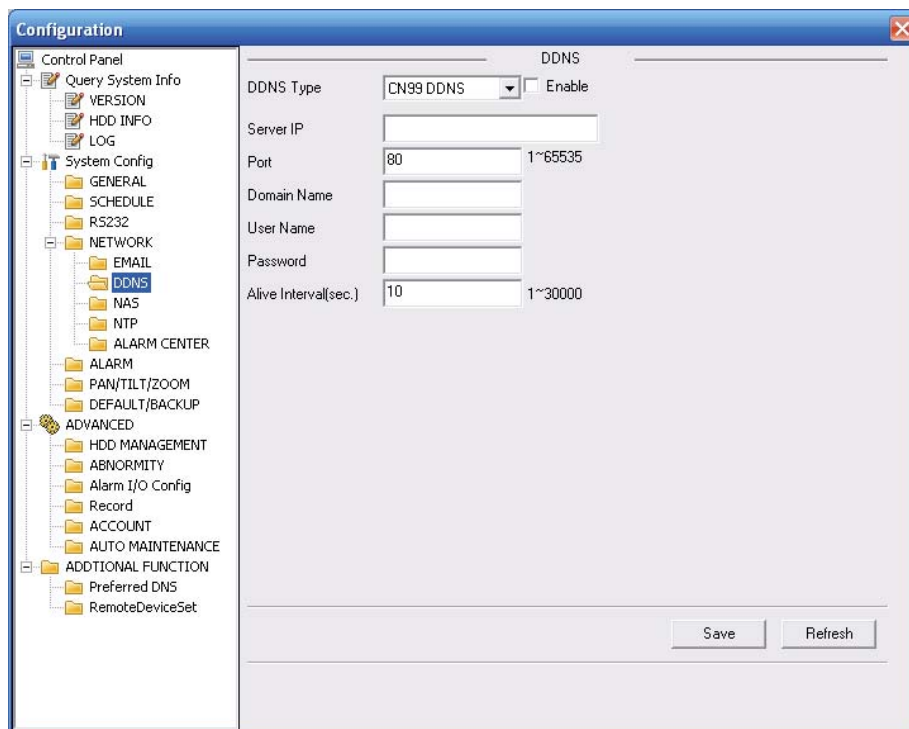 Configuration
Control Panel
Query System Info
VERSION
HDD INFO
LOG
System Config
GENERAL
SCHEDULE
RS232
NETWORK
EMAIL
DDNS
NAS
NTP
ALARM CENTER
ALARM
PAN/TILT/ZOOM
DEFAULT/BACKUP
ADVANCED
HDD MANAGEMENT
ABNORMITY
Alarm I/O Config
Record
ACCOUNT
AUTO MAINTENANCE
ADDTIONAL FUNCTION
Preferred DNS
RemoteDeviceSet
DDNS
DDNS Type CN99 DDNS Enable
Server IP
Port 80 1~65535
Domain Name
User Name
Password
Alive Interval(sec.) 10 1~30000
Save Refresh